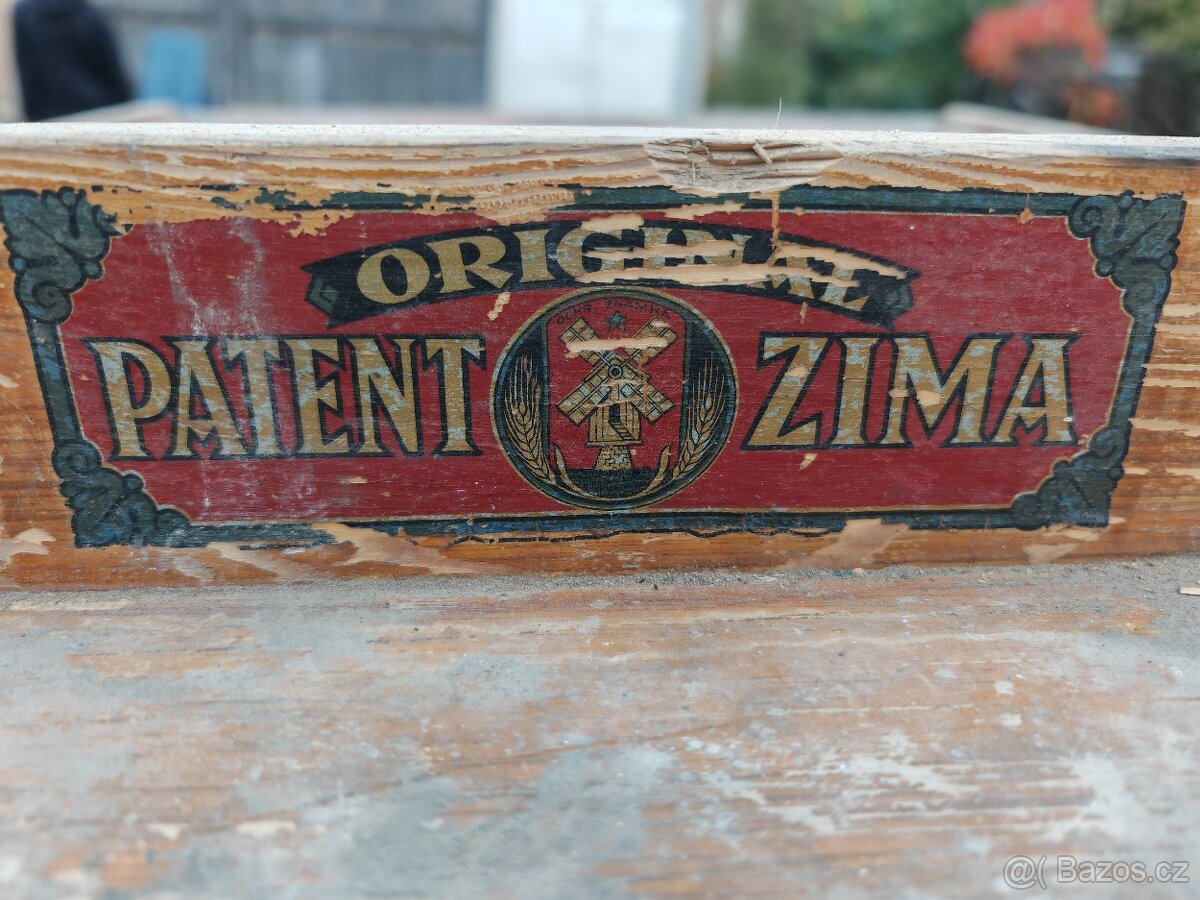 ORIGINAL
PATENT ZIMA
@( Bazos.cz